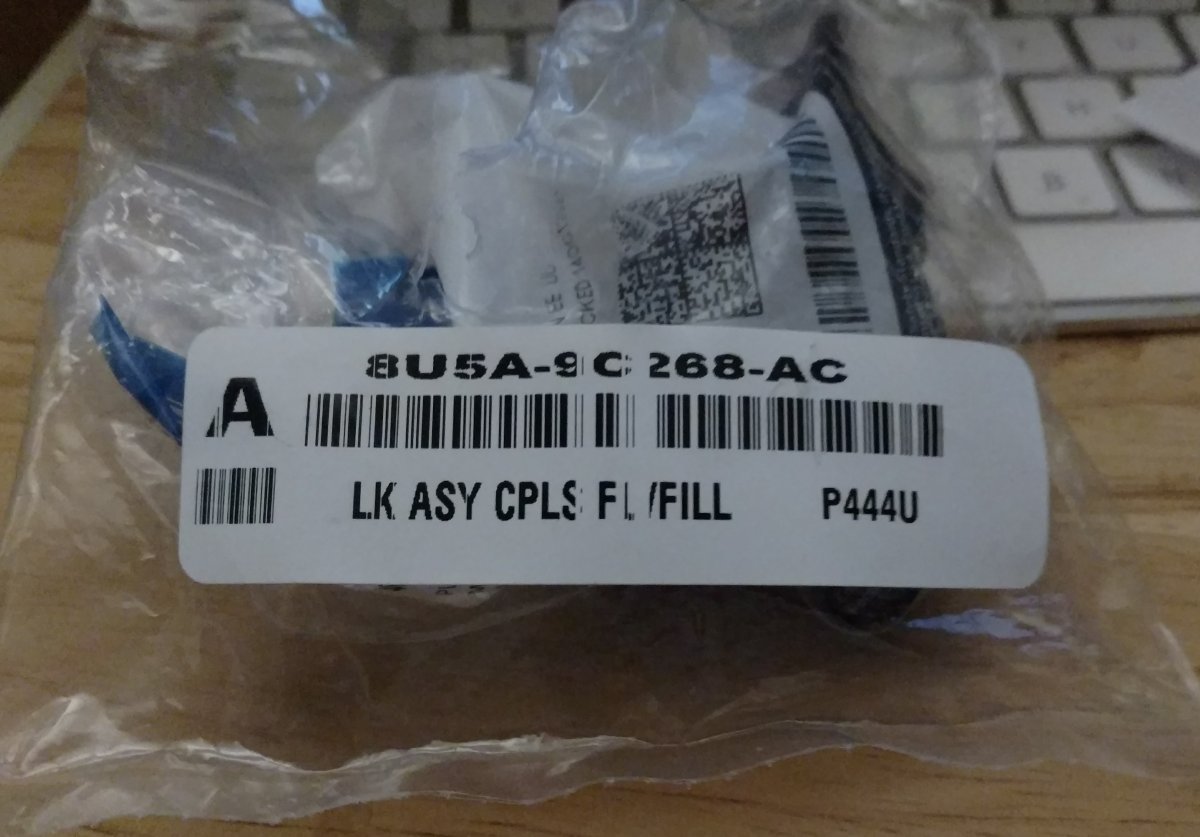 8U5A-9C268-AC
A
LK ASY CPLS FL/FILL
P444U